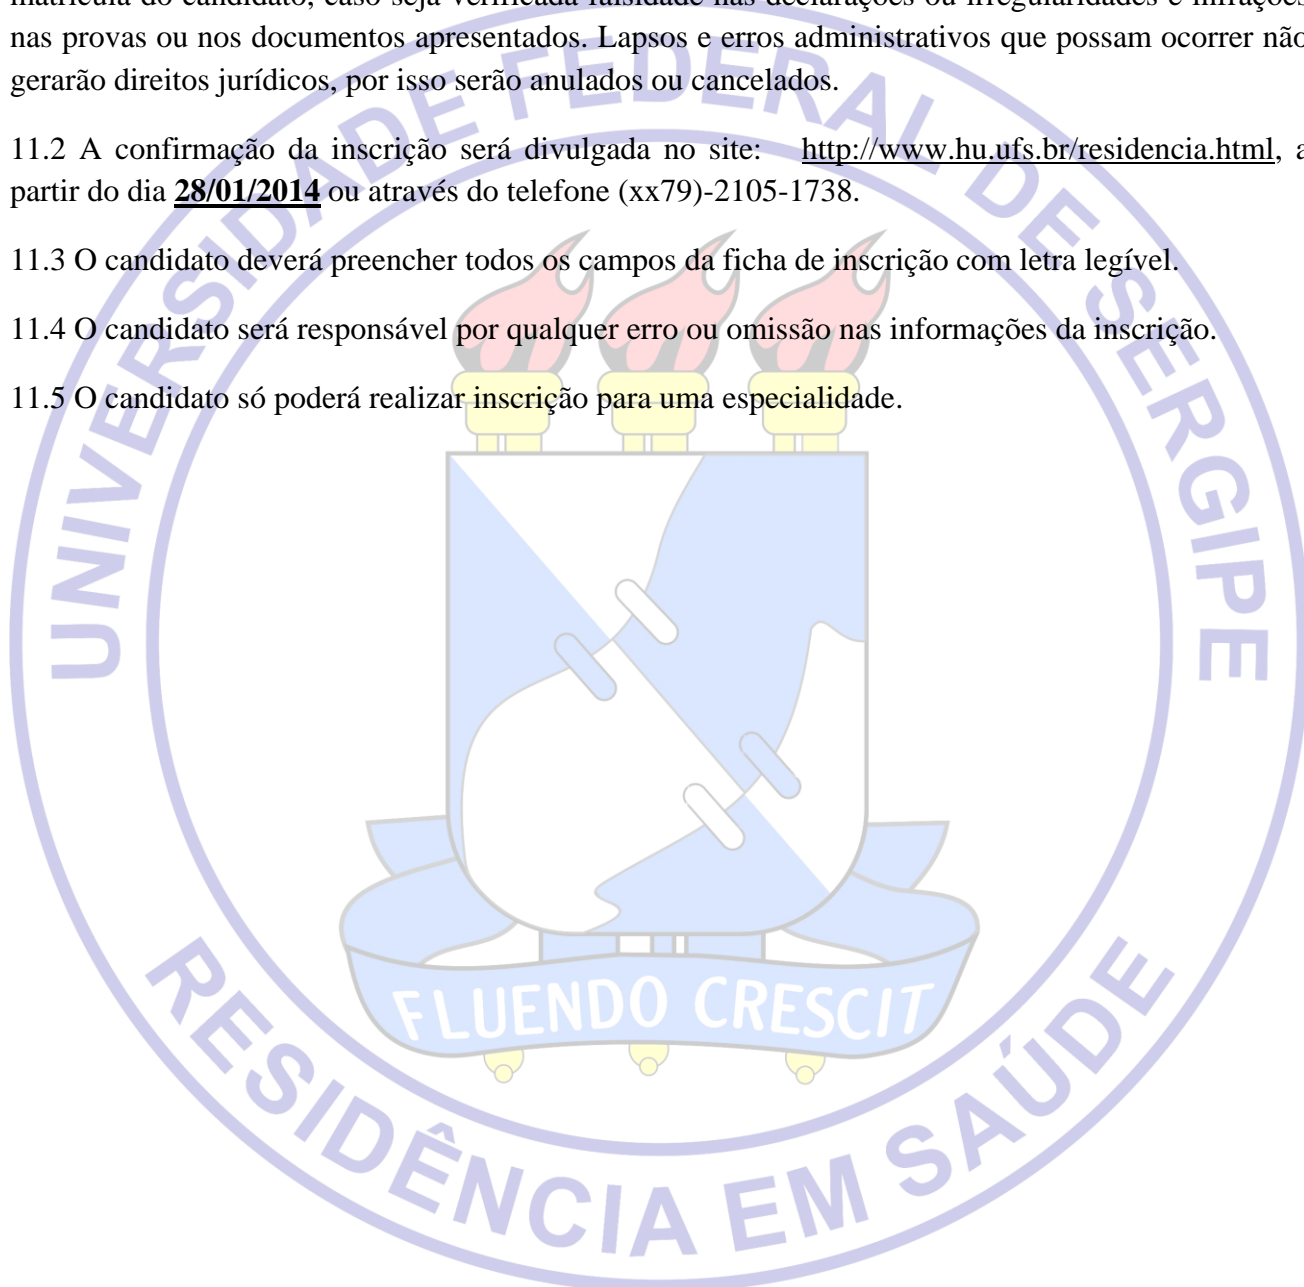 matrícula do candidato, caso seja verificada falsidade nas declarações ou irregularidades e infrações
nas provas ou nos documentos apresentados. Lapsos e erros administrativos que possam ocorrer não
gerarão direitos jurídicos, por isso serão anulados ou cancelados.
11.2 A confirmação da inscrição será divulgada no site: http://www.hu.ufs.br/residencia.html, a
partir do dia 28/01/2014 ou através do telefone (xx79)-2105-1738.
11.3 O candidato deverá preencher todos os campos da ficha de inscrição com letra legível.
11.4 O candidato será responsável por qualquer erro ou omissão nas informações da inscrição.
11.5 O candidato só poderá realizar inscrição para uma especialidade.
UNIVERSIDADE FEDERAL DE SERGIPE
FLUENDO CRESCIT
RESIDÊNCIA EM SAÚDE